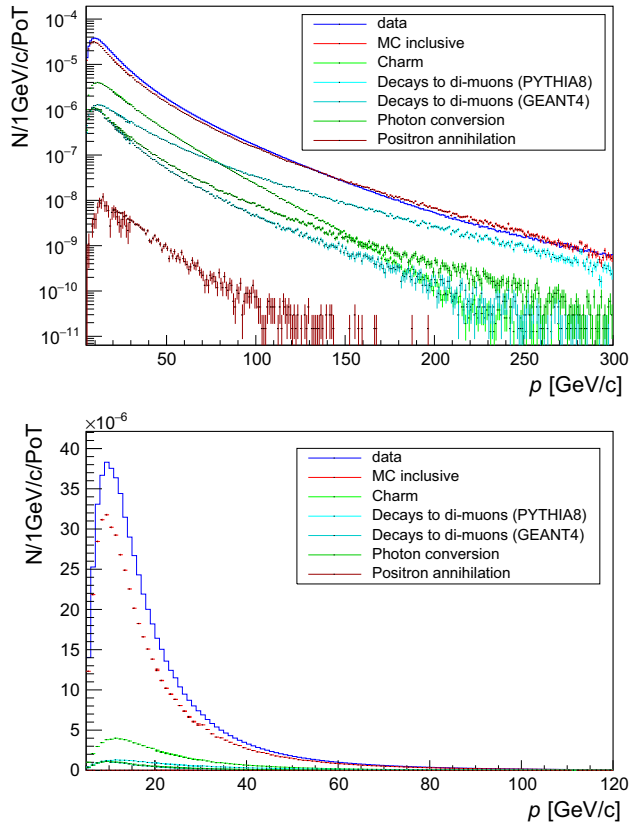 N/1GeV/c/PoT
10⁻⁴
10⁻⁵
10⁻⁶
10⁻⁷
10⁻⁸
10⁻⁹
10⁻¹⁰
10⁻¹¹
data
MC inclusive
Charm
Decays to di-muons (PYTHIA8)
Decays to di-muons (GEANT4)
Photon conversion
Positron annihilation
50 100 150 200 250 300
p [GeV/c]
×10⁻⁶
N/1GeV/c/PoT
40
35
30
25
20
15
10
5
0
data
MC inclusive
Charm
Decays to di-muons (PYTHIA8)
Decays to di-muons (GEANT4)
Photon conversion
Positron annihilation
20 40 60 80 100 120
p [GeV/c]